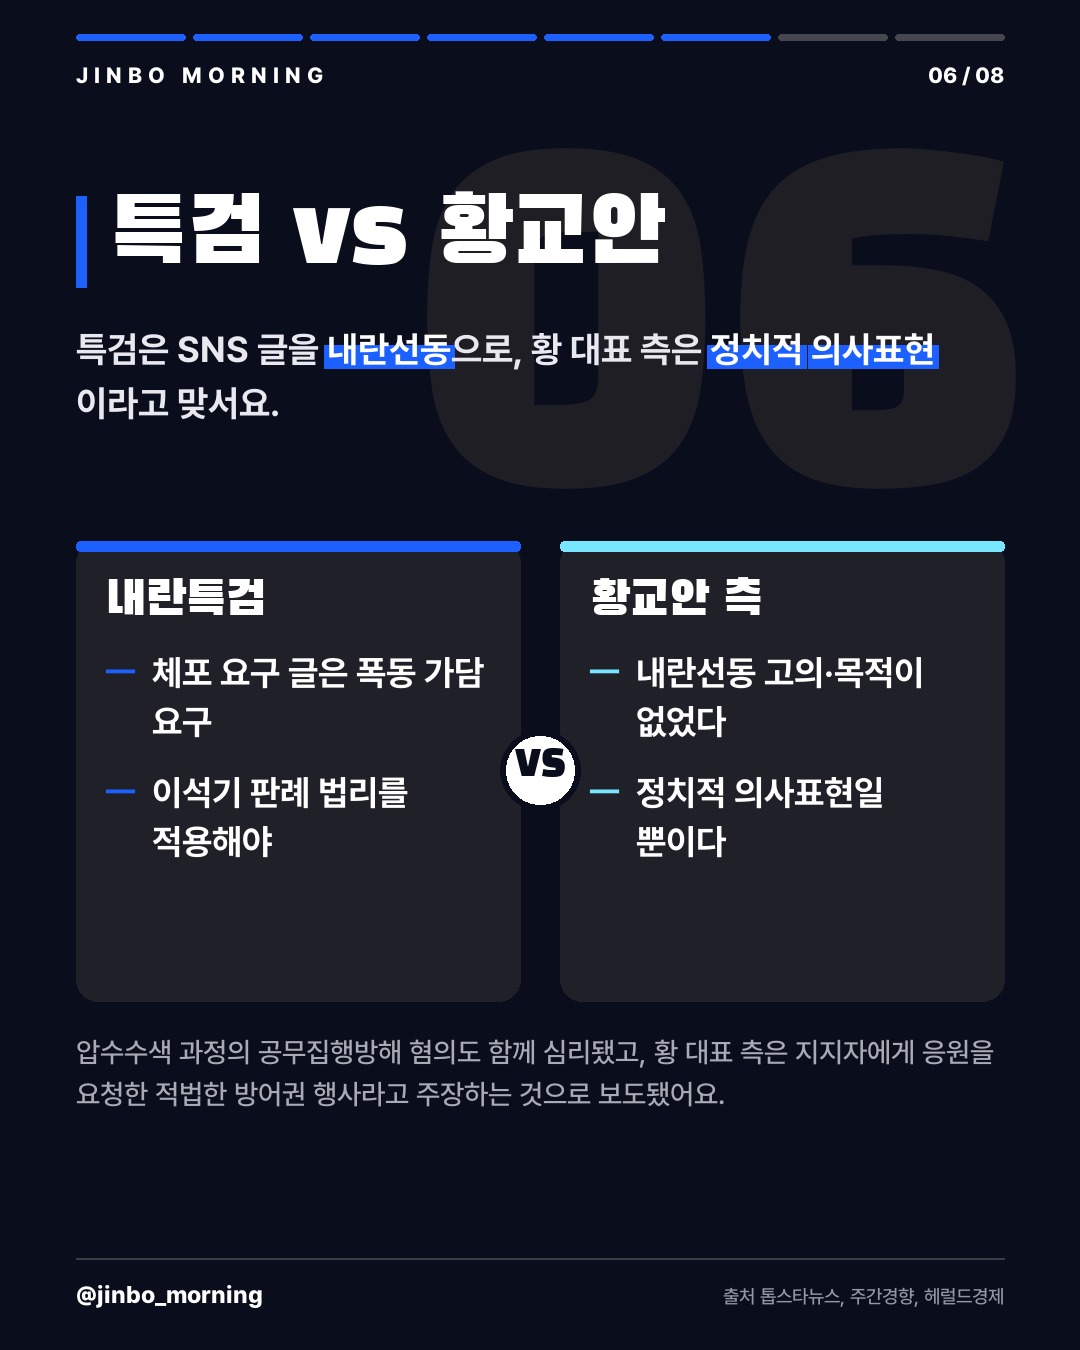 JINBO MORNING
06 / 08
06
특검 vs 황교안
특검은 SNS 글을 내란선동으로, 황 대표 측은 정치적 의사표현
이라고 맞서요.
내란특검
체포 요구 글은 폭동 가담
요구
이석기 판례 법리를
적용해야
VS
황교안 측
내란선동 고의·목적이
없었다
정치적 의사표현일
뿐이다
압수수색 과정의 공무집행방해 혐의도 함께 심리됐고, 황 대표 측은 지지자에게 응원을
요청한 적법한 방어권 행사라고 주장하는 것으로 보도됐어요.
@jinbo_morning
출처 톱스타뉴스, 주간경향, 헤럴드경제